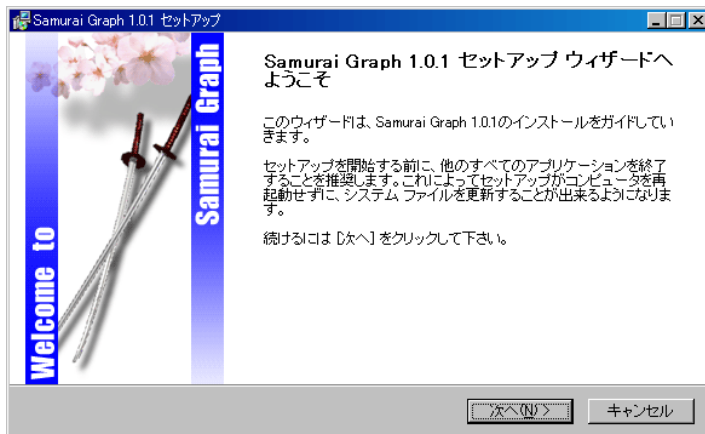 Samurai Graph 1.0.1 セットアップ
Welcome to
Samurai Graph
Samurai Graph 1.0.1 セットアップ ウィザードへ
ようこそ
このウィザードは、Samurai Graph 1.0.1のインストールをガイドしてい
きます。
セットアップを開始する前に、他のすべてのアプリケーションを終了
することを推奨します。これによってセットアップがコンピュータを再
起動せずに、システム ファイルを更新することが出来るようになりま
す。
続けるには [次へ] をクリックして下さい。
次へ(N) >
キャンセル